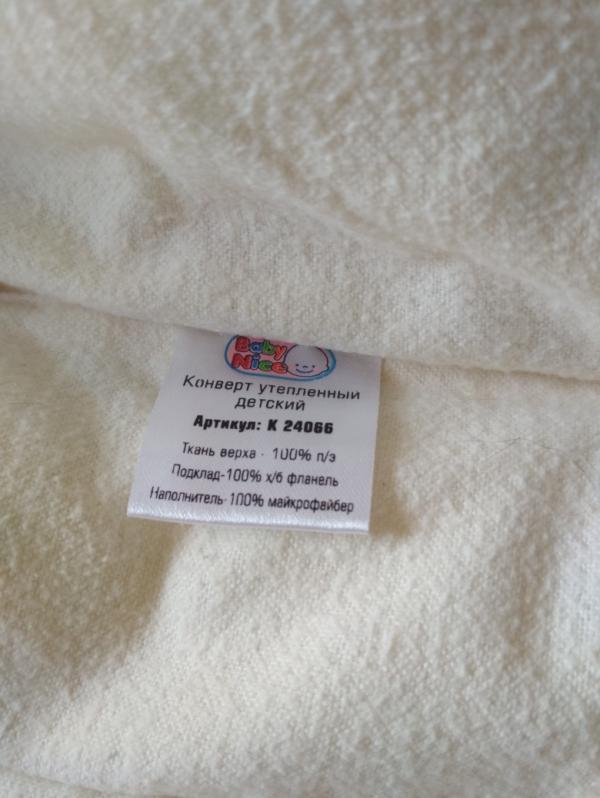 Baby
Nice
Конверт утепленный
детский
Артикул: К 24066
Ткань верха - 100% п/э
Подклад-100% х/б фланель
Наполнитель-100% майкрофайбер